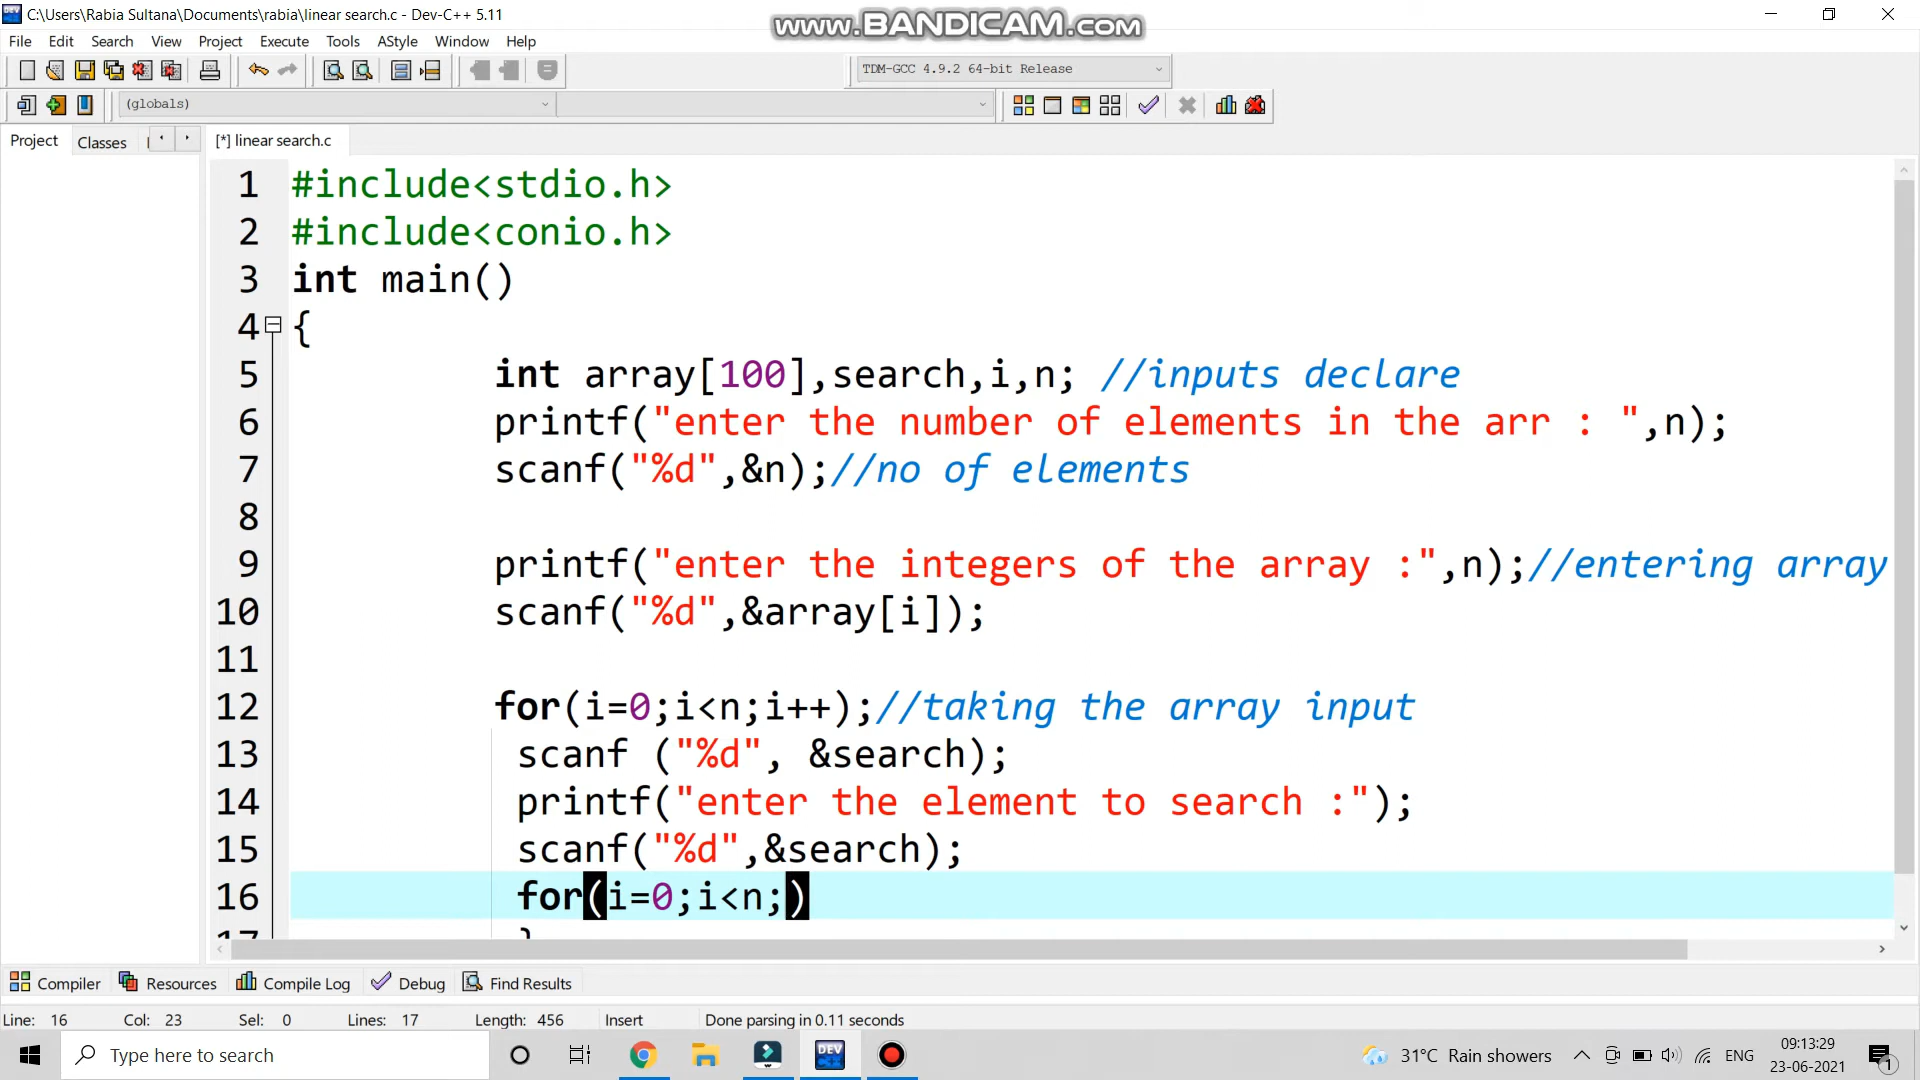 C:\Users\Rabia Sultana\Documents\rabia\linear search.c - Dev-C++ 5.11
www.BANDICAM.com
File Edit Search View Project Execute Tools AStyle Window Help
TDM-GCC 4.9.2 64-bit Release
(globals)
Project Classes
[*] linear search.c
1 #include<stdio.h>
2 #include<conio.h>
3 int main()
4 {
5 int array[100],search,i,n; //inputs declare
6 printf("enter the number of elements in the arr : ",n);
7 scanf("%d",&n);//no of elements
8
9 printf("enter the integers of the array :",n);//entering array
10 scanf("%d",&array[i]);
11
12 for(i=0;i<n;i++);//taking the array input
13 scanf ("%d", &search);
14 printf("enter the element to search :");
15 scanf("%d",&search);
16 for(i=0;i<n;)
17 }
Compiler Resources Compile Log Debug Find Results
Line: 16 Col: 23 Sel: 0 Lines: 17 Length: 456 Insert Done parsing in 0.11 seconds
Type here to search
DEV
31°C Rain showers ENG
09:13:29
23-06-2021
1